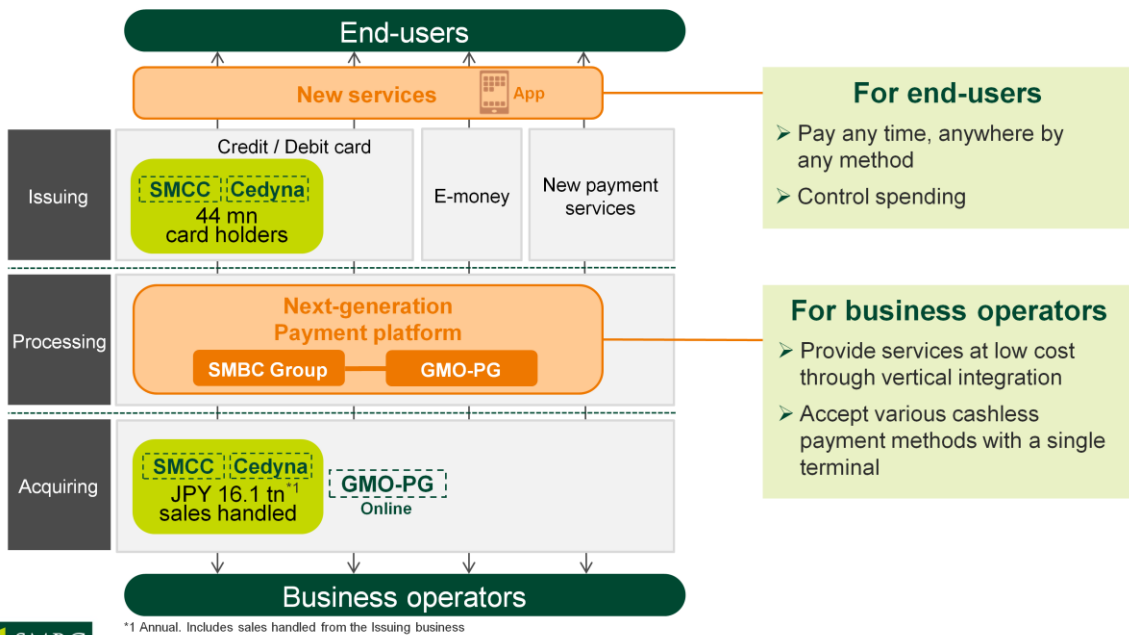 End-users
New services
App
For end-users
➢ Pay any time, anywhere by
any method
➢ Control spending
Issuing
Credit / Debit card
SMCC
Cedyna
44 mn
card holders
E-money
New payment
services
Processing
Next-generation
Payment platform
SMBC Group
GMO-PG
For business operators
➢ Provide services at low cost
through vertical integration
➢ Accept various cashless
payment methods with a single
terminal
Acquiring
SMCC
Cedyna
JPY 16.1 tn*1
sales handled
GMO-PG
Online
Business operators
*1 Annual. Includes sales handled from the Issuing business